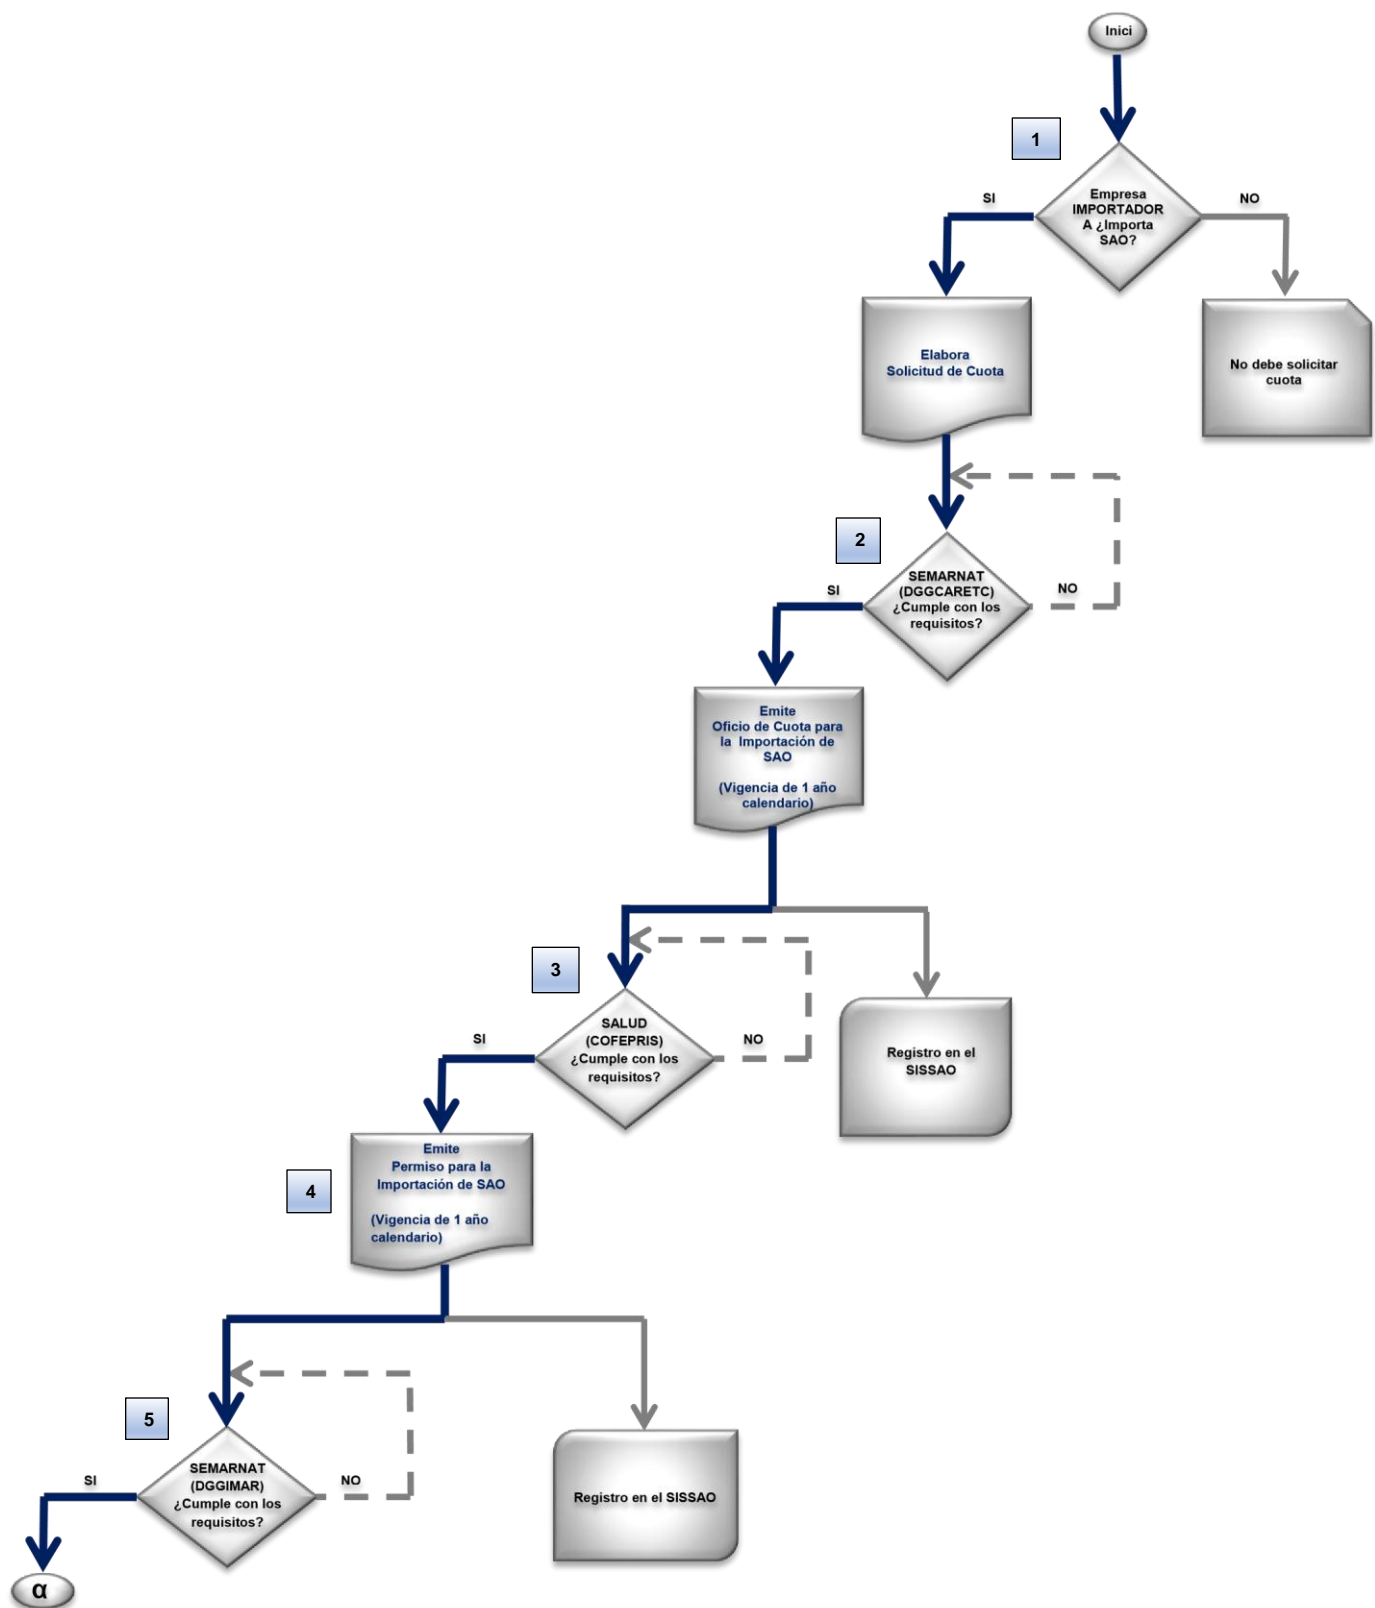 Inici
1
Empresa
IMPORTADOR
A ¿Importa
SAO?
SI
NO
Elabora
Solicitud de Cuota
No debe solicitar
cuota
2
SEMARNAT
(DGGCARETC)
¿Cumple con los
requisitos?
SI
NO
Emite
Oficio de Cuota para
la Importación de
SAO
(Vigencia de 1 año
calendario)
3
SALUD
(COFEPRIS)
¿Cumple con los
requisitos?
SI
NO
Registro en el
SISSAO
4
Emite
Permiso para la
Importación de SAO
(Vigencia de 1 año
calendario)
5
SEMARNAT
(DGGIMAR)
¿Cumple con los
requisitos?
SI
NO
Registro en el SISSAO
α